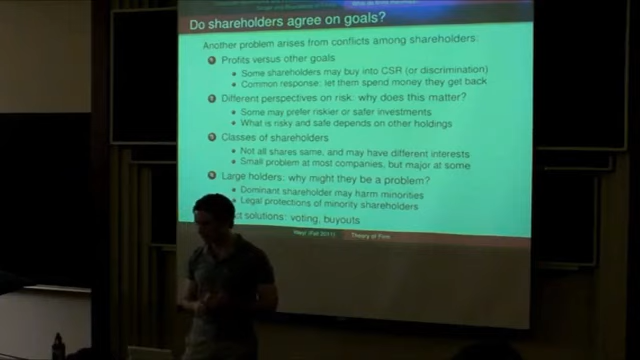 Do shareholders agree on goals?
Another problem arises from conflicts among shareholders:
Profits versus other goals
Some shareholders may buy into CSR (or discrimination)
Common response: let them spend money they get back
Different perspectives on risk: why does this matter?
Some may prefer riskier or safer investments
What is risky and safe depends on other holdings
Classes of shareholders
Not all shares same, and may have different interests
Small problem at most companies, but major at some
Large holders: why might they be a problem?
Dominant shareholder may harm minorities
Legal protections of minority shareholders
solutions: voting, buyouts
(Fall 2011) Theory of Firm